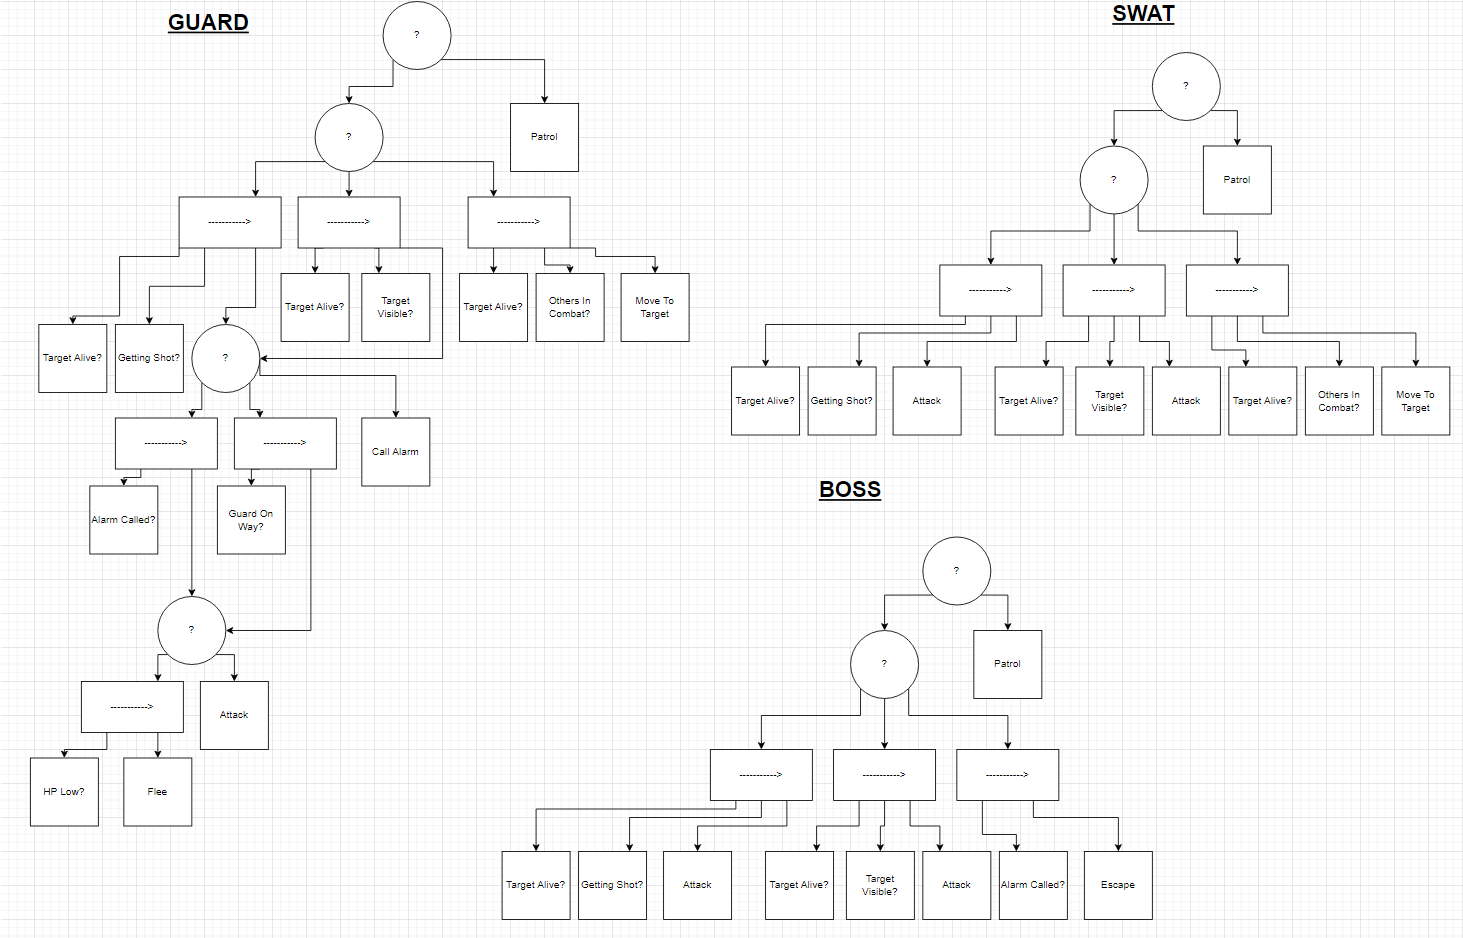 GUARD
?
?
Patrol
----------->
----------->
----------->
Target Alive?
Target
Visible?
Target Alive?
Others In
Combat?
Move To
Target
Target Alive?
Getting Shot?
?
----------->
----------->
Call Alarm
Alarm Called?
Guard On
Way?
?
----------->
Attack
HP Low?
Flee
SWAT
?
?
Patrol
----------->
----------->
----------->
Target Alive?
Getting Shot?
Attack
Target Alive?
Target
Visible?
Attack
Target Alive?
Others In
Combat?
Move To
Target
BOSS
?
?
Patrol
----------->
----------->
----------->
Target Alive?
Getting Shot?
Attack
Target Alive?
Target
Visible?
Attack
Alarm Called?
Escape